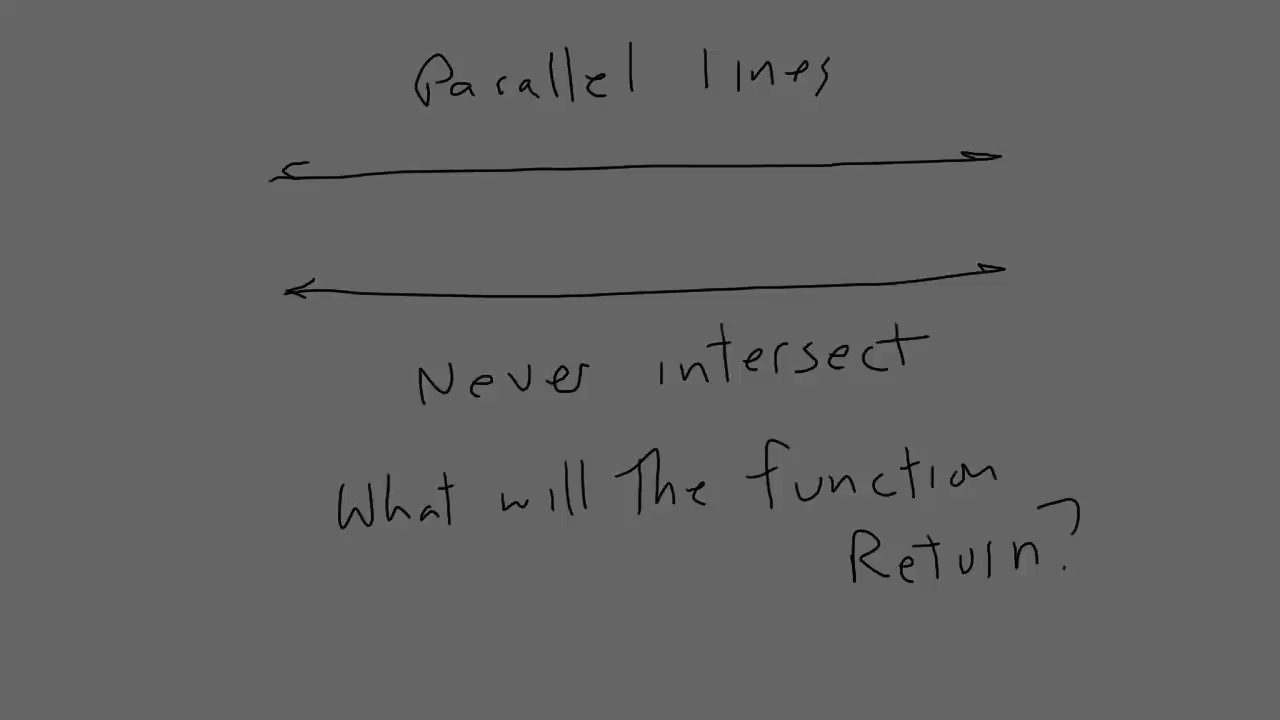 Parallel lines
Never intersect
What will The function
Return?